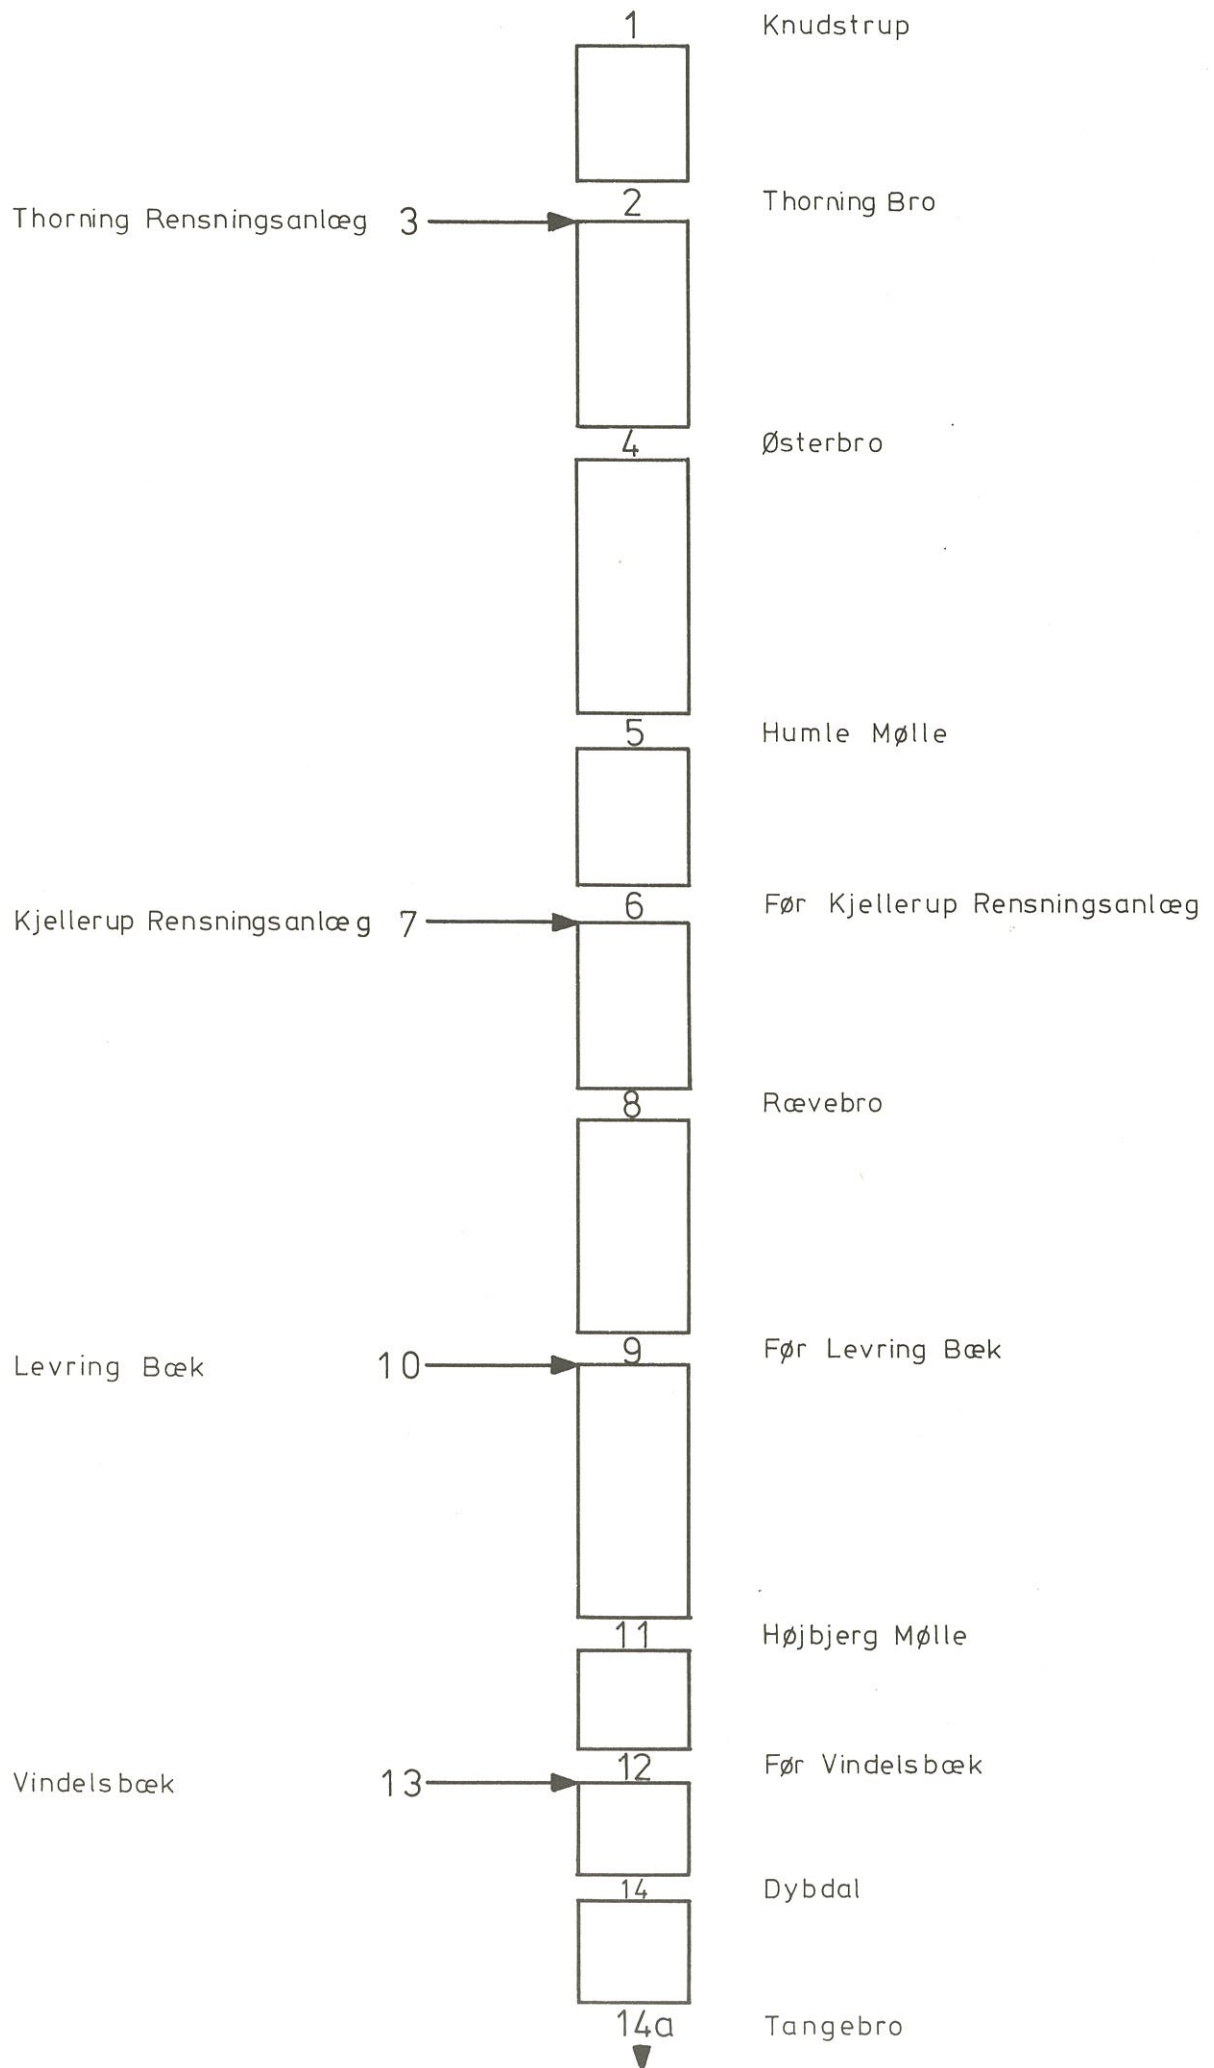 1 Knudstrup
2 Thorning Bro
Thorning Rensningsanlæg 3
4 Østerbro
5 Humle Mølle
6 Før Kjellerup Rensningsanlæg
Kjellerup Rensningsanlæg 7
8 Rævebro
9 Før Levring Bæk
Levring Bæk 10
11 Højbjerg Mølle
12 Før Vindelsbæk
Vindelsbæk 13
14 Dybdal
14a Tangebro